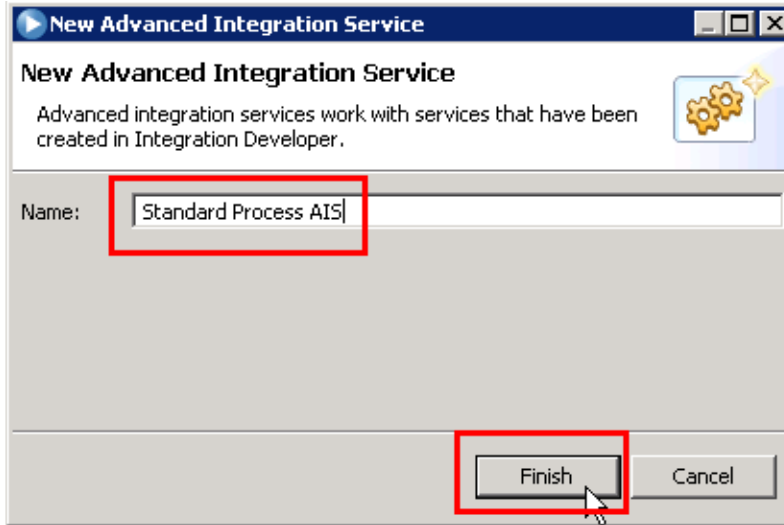 New Advanced Integration Service
New Advanced Integration Service
Advanced integration services work with services that have been
created in Integration Developer.
Name: Standard Process AIS
Finish Cancel